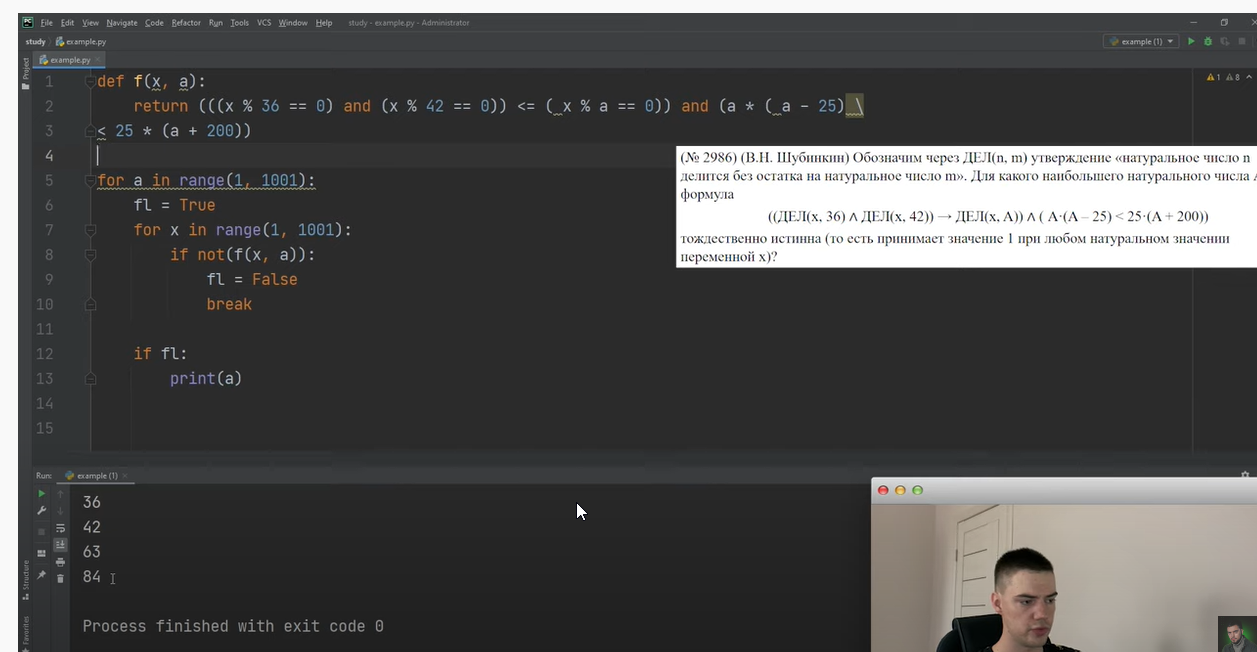 File Edit View Navigate Code Refactor Run Tools VCS Window Help study - example.py - Administrator
study example.py
example (1)
example.py
Project
1 def f(x, a):
1 8
2 return (((x % 36 == 0) and (x % 42 == 0)) <= ( x % a == 0)) and (a * ( a - 25) \
3 < 25 * (a + 200))
4
(№ 2986) (В.Н. Шубинкин) Обозначим через ДЕЛ(n, m) утверждение «натуральное число n
делится без остатка на натуральное число m». Для какого наибольшего натурального числа
формула
((ДЕЛ(x, 36) ∧ ДЕЛ(x, 42)) → ДЕЛ(x, A)) ∧ ( A·(A – 25) < 25·(A + 200))
тождественно истинна (то есть принимает значение 1 при любом натуральном значении
переменной x)?
5 for a in range(1, 1001):
6 fl = True
7 for x in range(1, 1001):
8 if not(f(x, a)):
9 fl = False
10 break
11
12 if fl:
13 print(a)
14
15
Run: example (1)
36
42
63
84
Process finished with exit code 0
Structure
Favorites